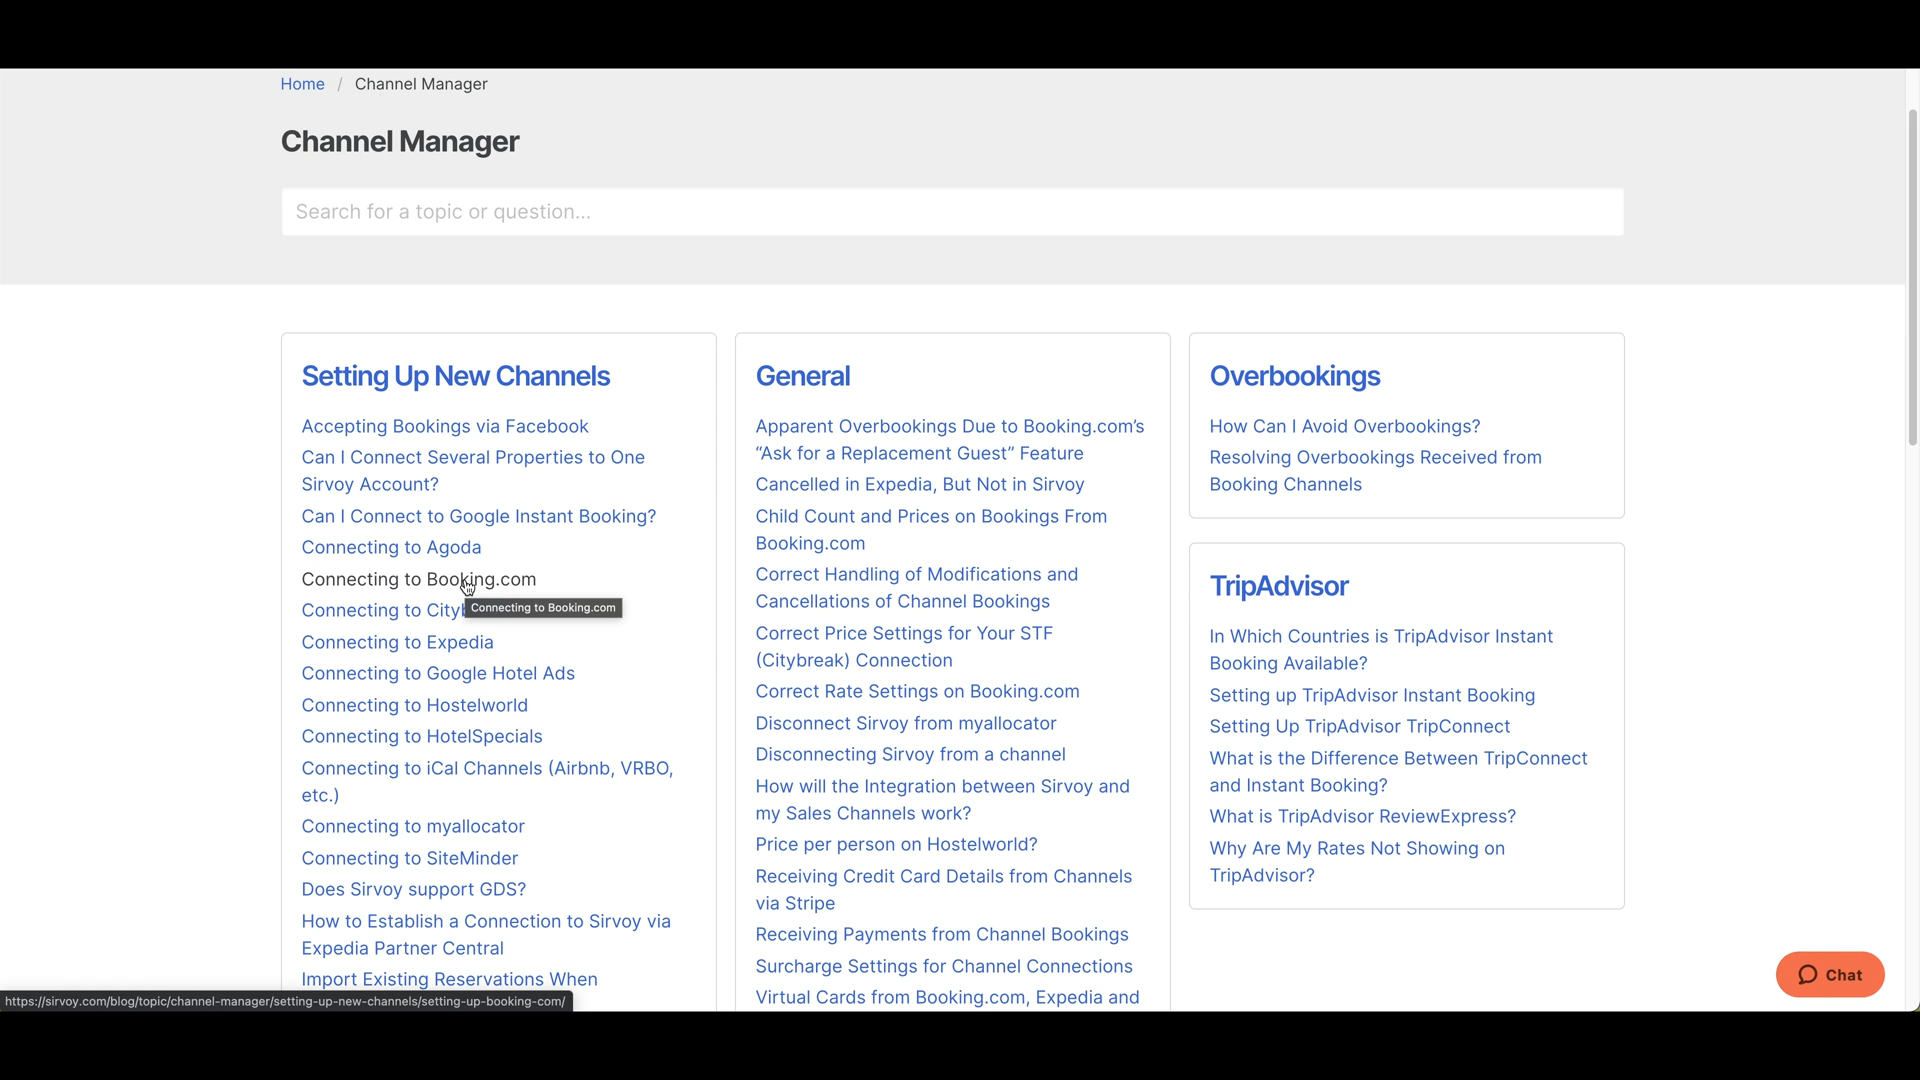 Home / Channel Manager
Channel Manager
Search for a topic or question...
Setting Up New Channels
Accepting Bookings via Facebook
Can I Connect Several Properties to One
Sirvoy Account?
Can I Connect to Google Instant Booking?
Connecting to Agoda
Connecting to Booking.com
Connecting to City
Connecting to Booking.com
Connecting to Expedia
Connecting to Google Hotel Ads
Connecting to Hostelworld
Connecting to HotelSpecials
Connecting to iCal Channels (Airbnb, VRBO,
etc.)
Connecting to myallocator
Connecting to SiteMinder
Does Sirvoy support GDS?
How to Establish a Connection to Sirvoy via
Expedia Partner Central
Import Existing Reservations When
General
Apparent Overbookings Due to Booking.com’s
“Ask for a Replacement Guest” Feature
Cancelled in Expedia, But Not in Sirvoy
Child Count and Prices on Bookings From
Booking.com
Correct Handling of Modifications and
Cancellations of Channel Bookings
Correct Price Settings for Your STF
(Citybreak) Connection
Correct Rate Settings on Booking.com
Disconnect Sirvoy from myallocator
Disconnecting Sirvoy from a channel
How will the Integration between Sirvoy and
my Sales Channels work?
Price per person on Hostelworld?
Receiving Credit Card Details from Channels
via Stripe
Receiving Payments from Channel Bookings
Surcharge Settings for Channel Connections
Virtual Cards from Booking.com, Expedia and
Overbookings
How Can I Avoid Overbookings?
Resolving Overbookings Received from
Booking Channels
TripAdvisor
In Which Countries is TripAdvisor Instant
Booking Available?
Setting up TripAdvisor Instant Booking
Setting Up TripAdvisor TripConnect
What is the Difference Between TripConnect
and Instant Booking?
What is TripAdvisor ReviewExpress?
Why Are My Rates Not Showing on
TripAdvisor?
Chat
https://sirvoy.com/blog/topic/channel-manager/setting-up-new-channels/setting-up-booking-com/